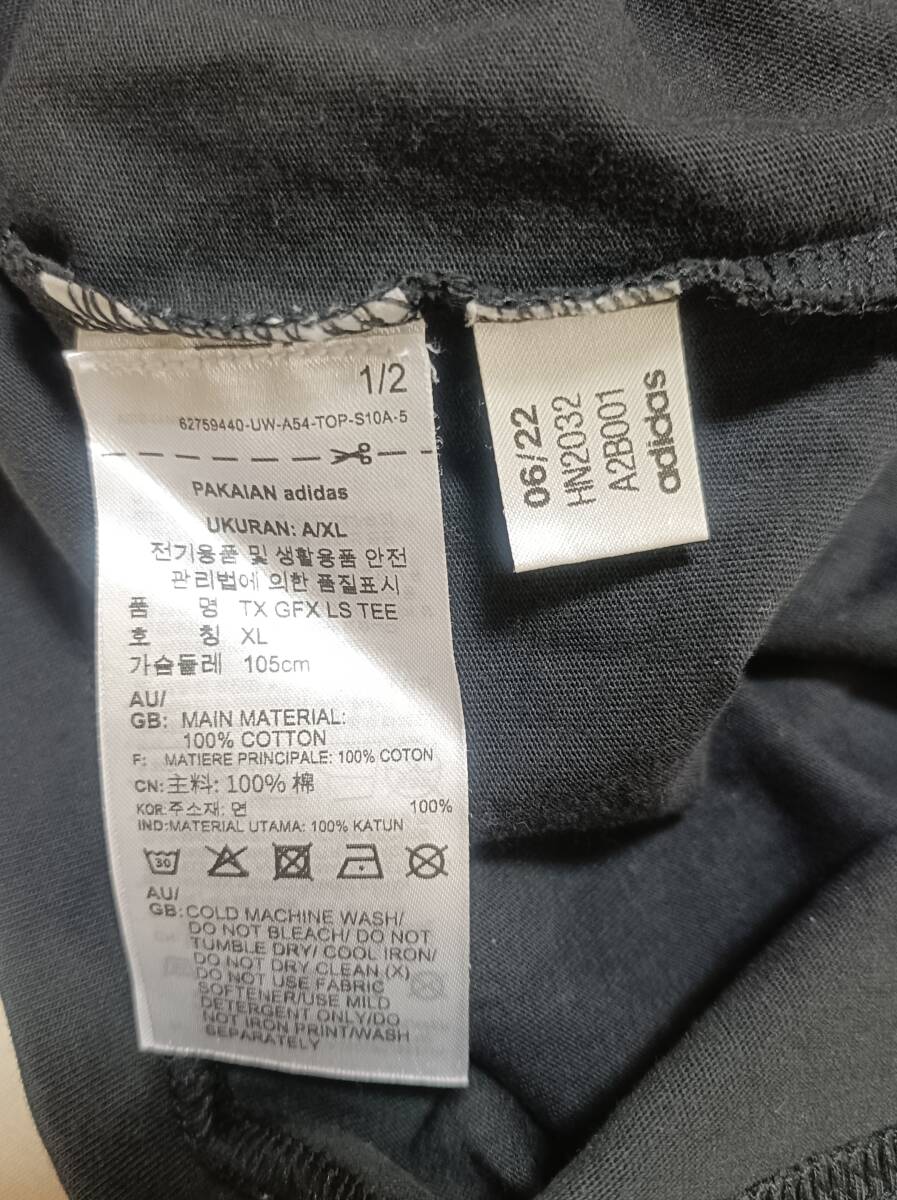 1/2
62759440-UW-A54-TOP-S10A-5
PAKAIAN adidas
UKURAN: A/XL
전기용품 및 생활용품 안전
관리법에 의한 품질표시
품 명 TX GFX LS TEE
호 칭 XL
가슴둘레 105cm
AU/
GB: MAIN MATERIAL:
100% COTTON
F: MATIERE PRINCIPALE: 100% COTON
CN:主料: 100% 棉
KOR:주소재: 면 100%
IND:MATERIAL UTAMA: 100% KATUN
30
AU/
GB: COLD MACHINE WASH/
DO NOT BLEACH/ DO NOT
TUMBLE DRY/ COOL IRON/
DO NOT DRY CLEAN (X)
DO NOT USE FABRIC
SOFTENER/USE MILD
DETERGENT ONLY/DO
NOT IRON PRINT/WASH
SEPARATELY
06/22
HN2032
A2B001
adidas